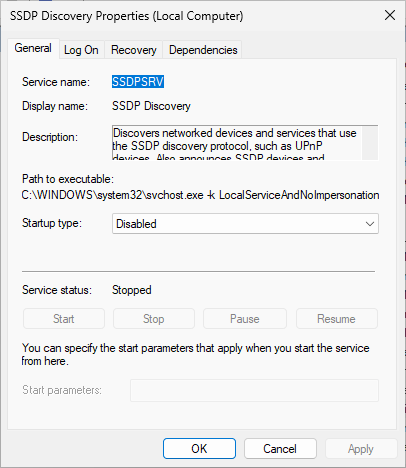 SSDP Discovery Properties (Local Computer)
General Log On Recovery Dependencies
Service name: SSDPSRV
Display name: SSDP Discovery
Description: Discovers networked devices and services that use
the SSDP discovery protocol, such as UPnP
devices. Also announces SSDP devices and
Path to executable:
C:\WINDOWS\system32\svchost.exe -k LocalServiceAndNoImpersonation
Startup type: Disabled
Service status: Stopped
Start Stop Pause Resume
You can specify the start parameters that apply when you start the service
from here.
Start parameters:
OK Cancel Apply